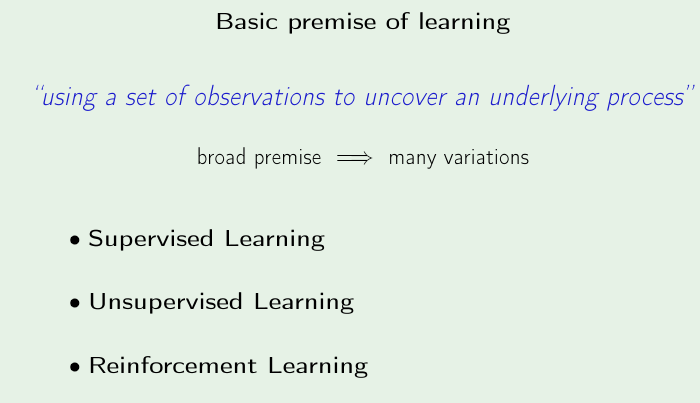 Basic premise of learning
“using a set of observations to uncover an underlying process”
broad premise ⟹ many variations
• Supervised Learning
• Unsupervised Learning
• Reinforcement Learning